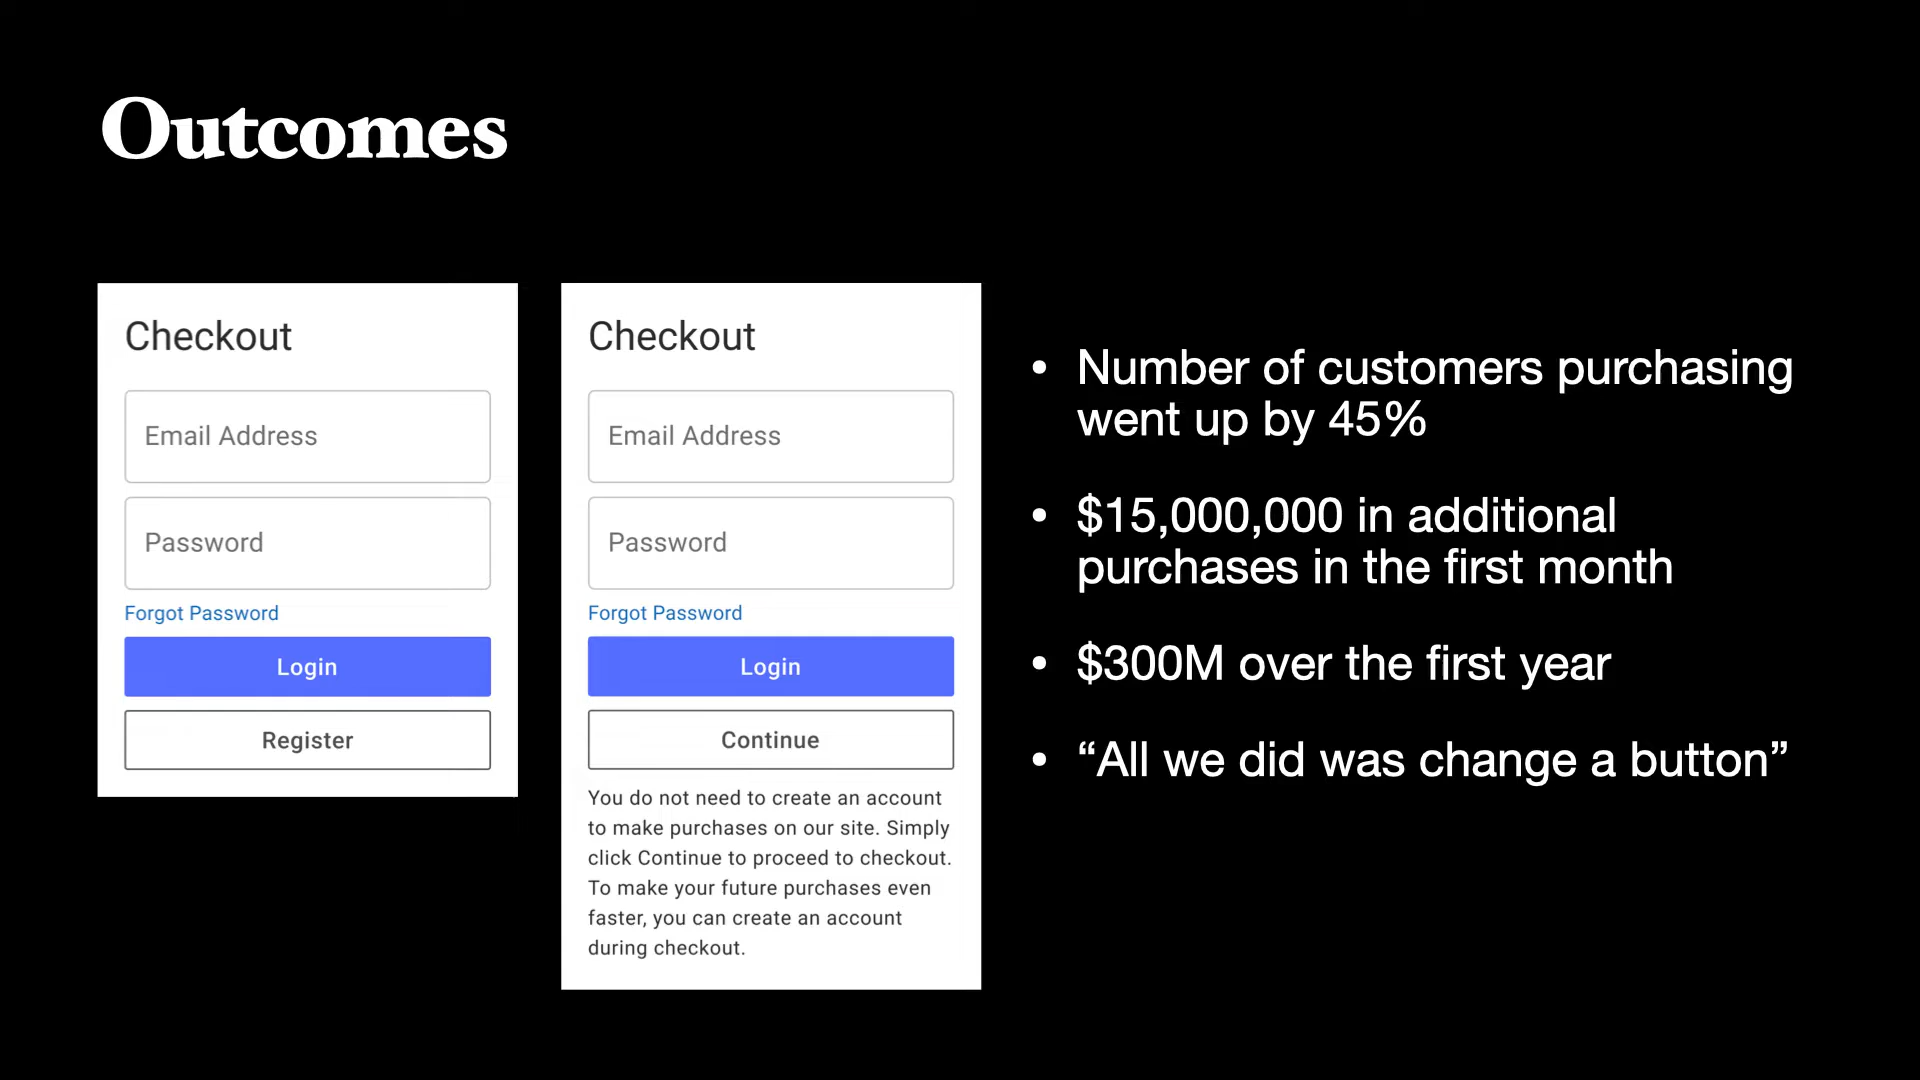 Outcomes
Checkout
Email Address
Password
Forgot Password
Login
Register
Checkout
Email Address
Password
Forgot Password
Login
Continue
You do not need to create an account
to make purchases on our site. Simply
click Continue to proceed to checkout.
To make your future purchases even
faster, you can create an account
during checkout.
• Number of customers purchasing
went up by 45%
• $15,000,000 in additional
purchases in the first month
• $300M over the first year
• “All we did was change a button”